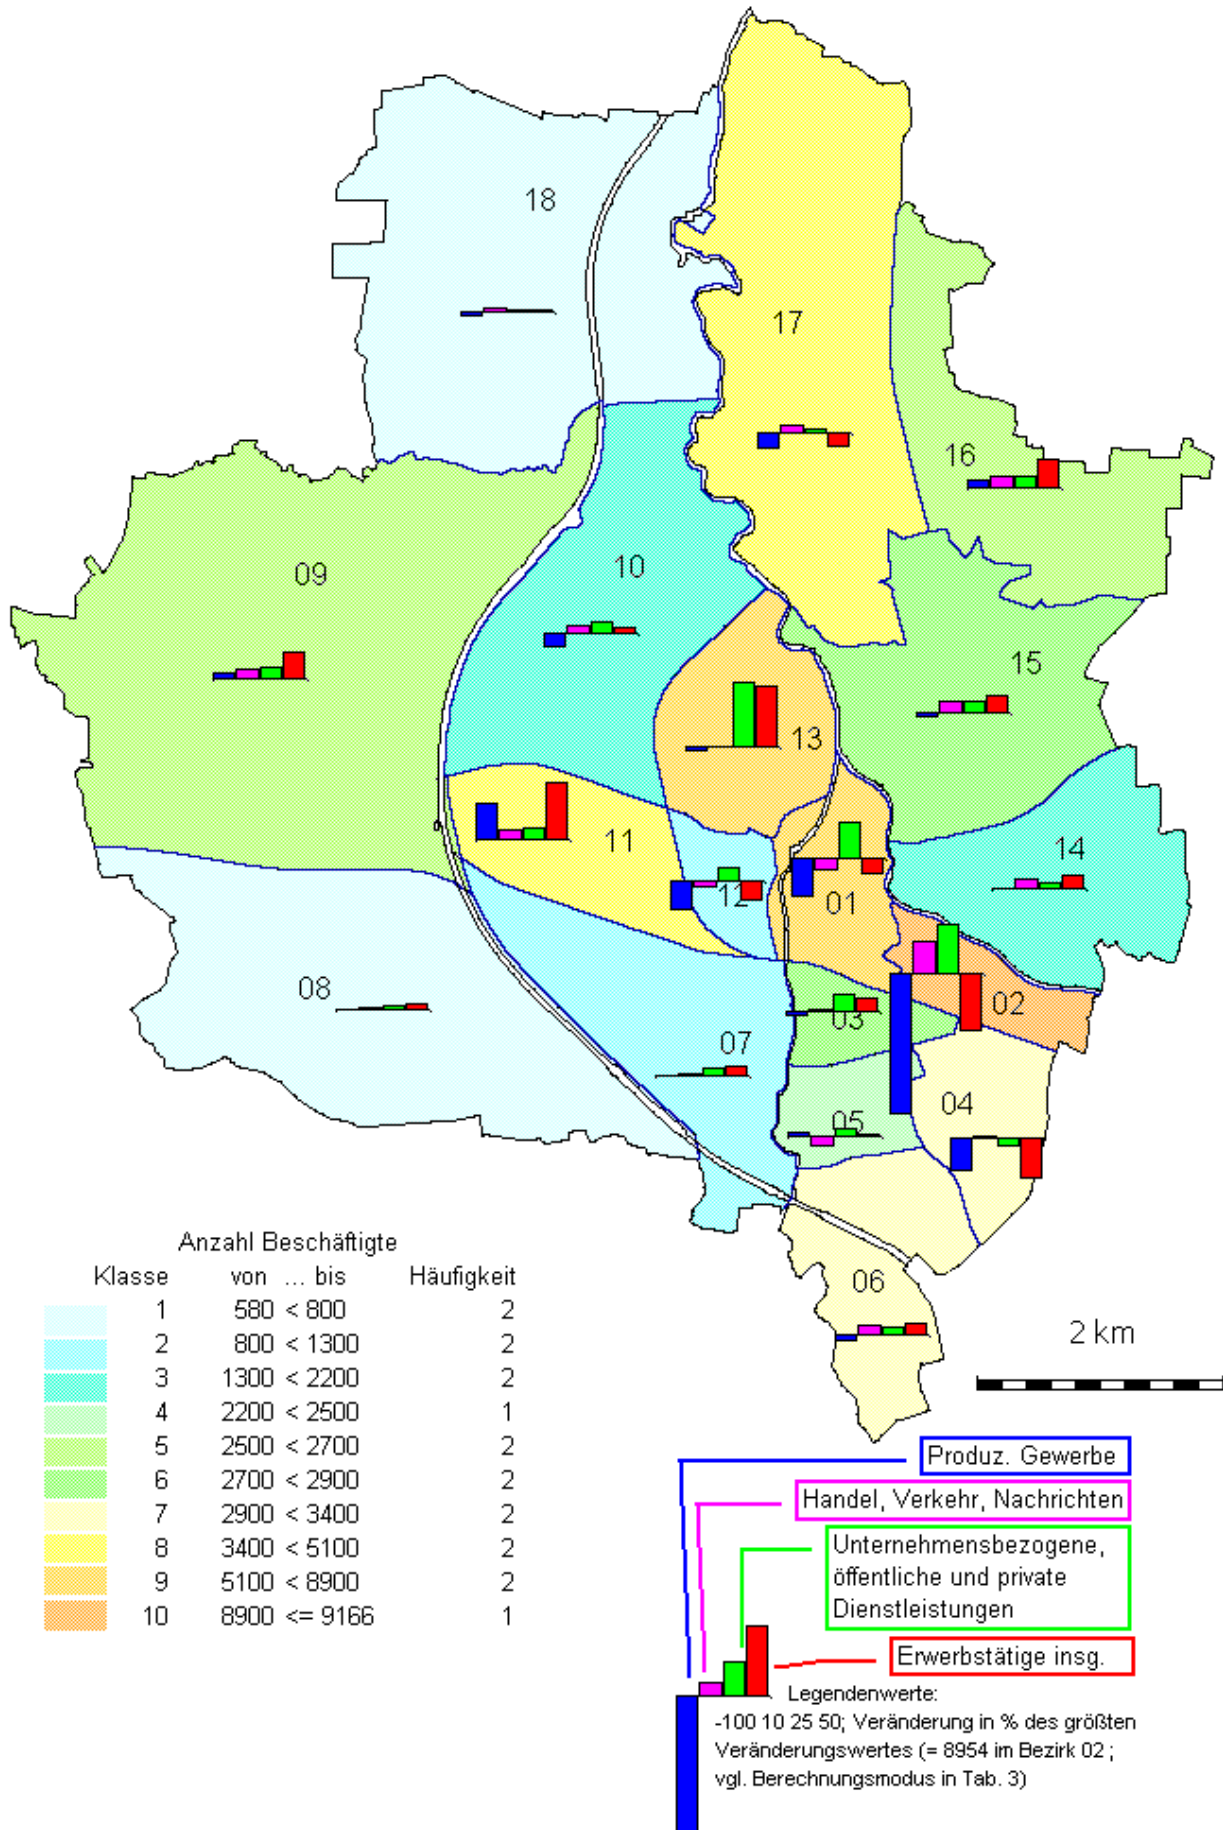 18
17
16
09
10
15
13
11
14
12
01
08
02
03
07
05
04
06
2 km
Anzahl Beschäftigte
Klasse von ... bis Häufigkeit
1 580 < 800 2
2 800 < 1300 2
3 1300 < 2200 2
4 2200 < 2500 1
5 2500 < 2700 2
6 2700 < 2900 2
7 2900 < 3400 2
8 3400 < 5100 2
9 5100 < 8900 2
10 8900 <= 9166 1
Produz. Gewerbe
Handel, Verkehr, Nachrichten
Unternehmensbezogene,
öffentliche und private
Dienstleistungen
Erwerbstätige insg.
Legendenwerte:
-100 10 25 50; Veränderung in % des größten
Veränderungswertes (= 8954 im Bezirk 02 ;
vgl. Berechnungsmodus in Tab. 3)